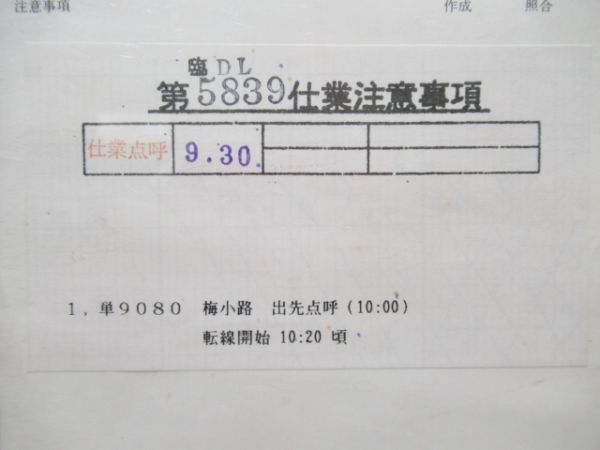 注意事項 作成 照合
臨DL
第5839仕業注意事項
仕業点呼 9.30.
1, 単9080 梅小路 出先点呼(10:00)
転線開始 10:20 頃